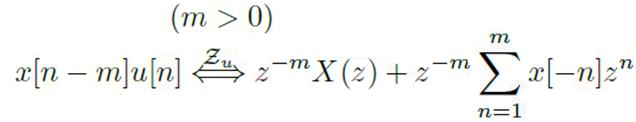 (m > 0)
x[n − m]u[n] ⟺^{𝒵_u} z^{−m}X(z) + z^{−m} ∑_{n=1}^{m} x[−n]z^{n}